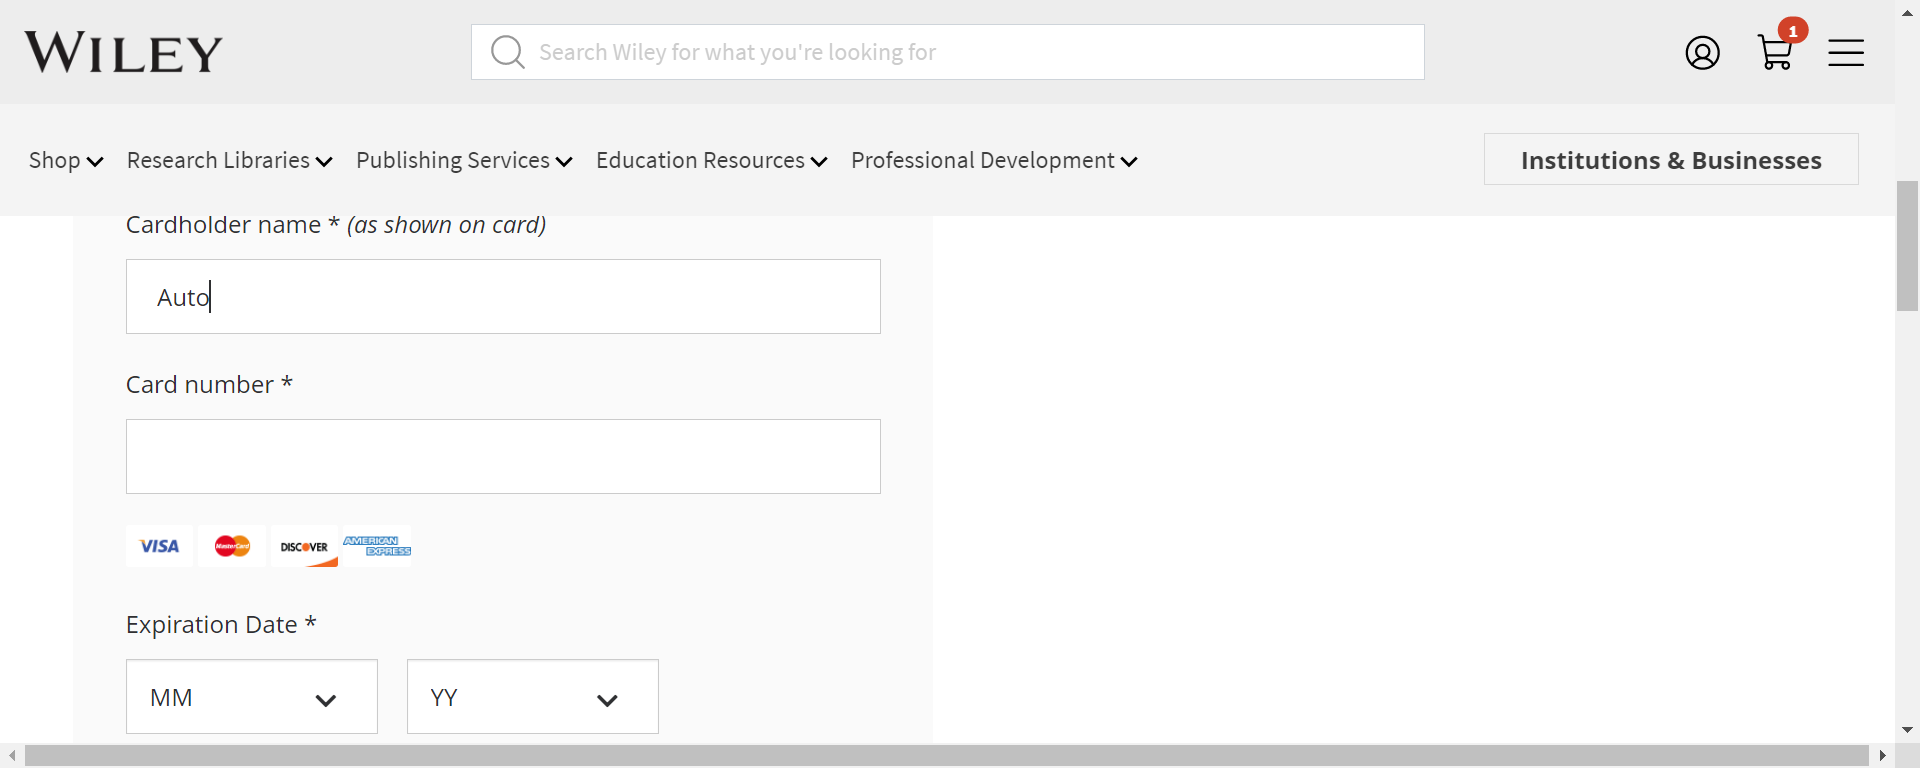 WILEY
Search Wiley for what you're looking for
1
Shop
Research Libraries
Publishing Services
Education Resources
Professional Development
Institutions & Businesses
Cardholder name * (as shown on card)
Auto
Card number *
VISA
MasterCard
DISCOVER
AMERICAN
EXPRESS
Expiration Date *
MM
YY